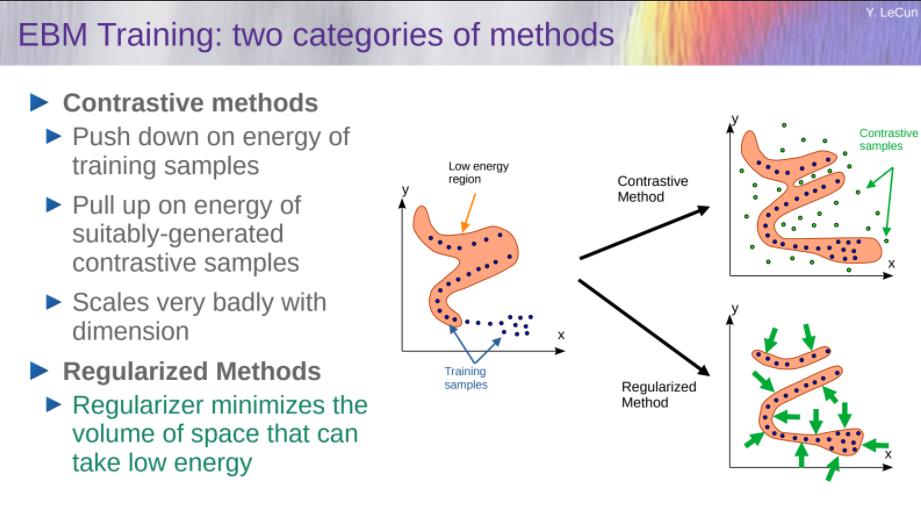 Y. LeCun
EBM Training: two categories of methods
Contrastive methods
Push down on energy of
training samples
Pull up on energy of
suitably-generated
contrastive samples
Scales very badly with
dimension
Regularized Methods
Regularizer minimizes the
volume of space that can
take low energy
Low energy
region
y
x
Training
samples
Contrastive
Method
Regularized
Method
y
Contrastive
samples
x
y
x